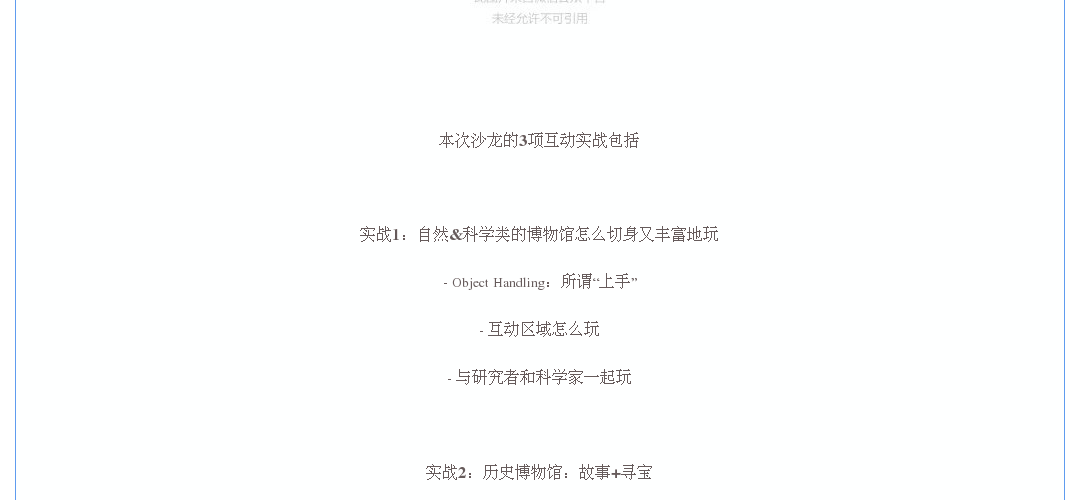 未经允许不可引用
本次沙龙的3项互动实战包括
实战1：自然&科学类的博物馆怎么切身又丰富地玩
- Object Handling：所谓“上手”
- 互动区域怎么玩
- 与研究者和科学家一起玩
实战2：历史博物馆：故事+寻宝